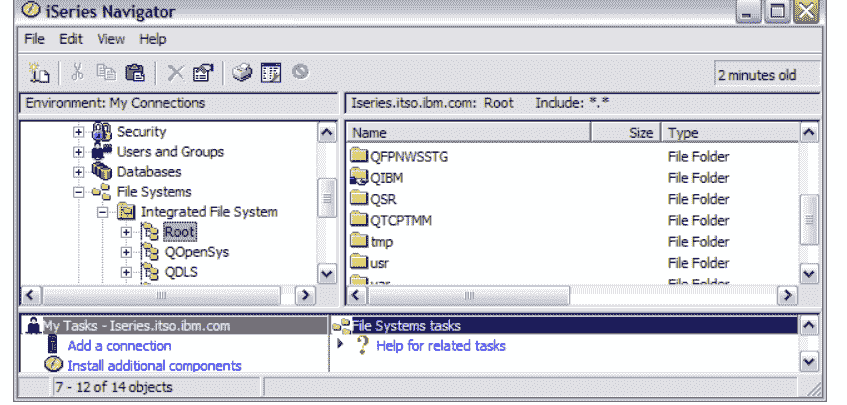 iSeries Navigator
File Edit View Help
2 minutes old
Environment: My Connections
Iseries.itso.ibm.com: Root Include: *.*
Security
Users and Groups
Databases
File Systems
Integrated File System
Root
QOpenSys
QDLS
Name Size Type
QFPNWSSTG File Folder
QIBM File Folder
QSR File Folder
QTCPTMM File Folder
tmp File Folder
usr File Folder
var File Folder
My Tasks - Iseries.itso.ibm.com
Add a connection
Install additional components
File Systems tasks
Help for related tasks
7 - 12 of 14 objects